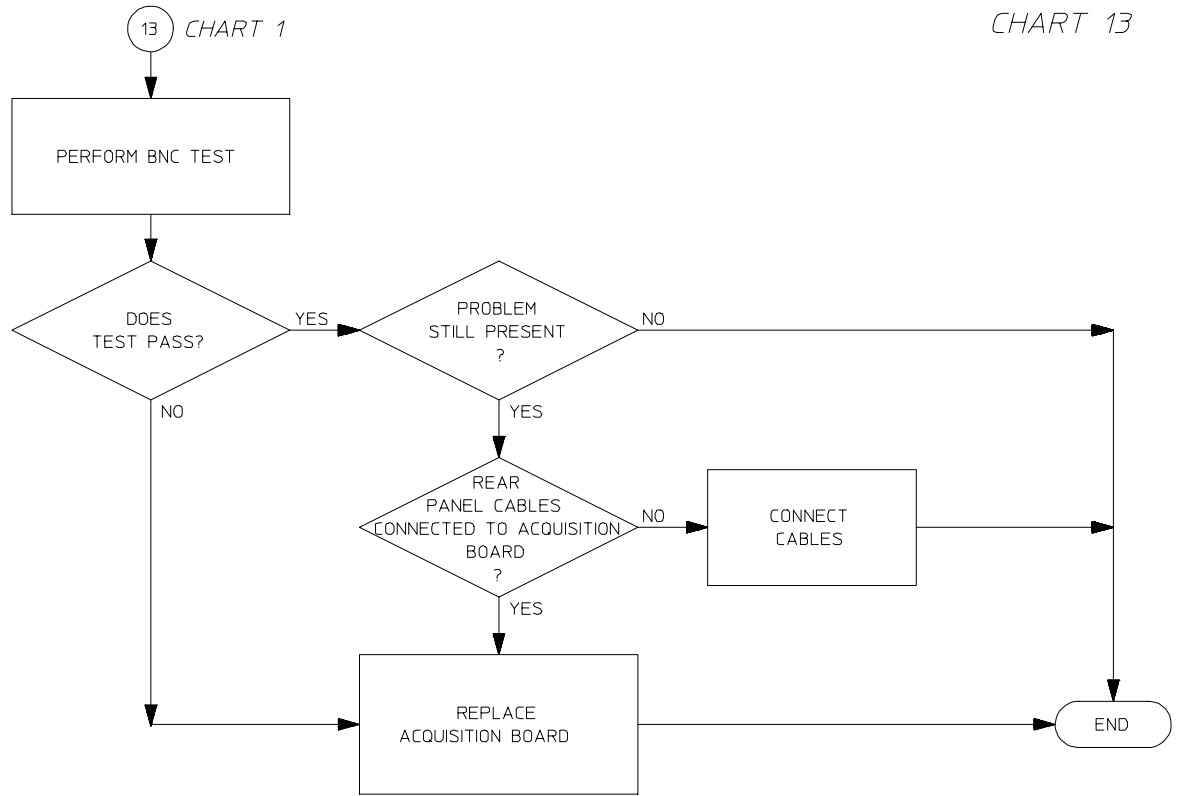 13 CHART 1
CHART 13
PERFORM BNC TEST
DOES
TEST PASS?
YES
NO
PROBLEM
STILL PRESENT
?
NO
YES
REAR
PANEL CABLES
CONNECTED TO ACQUISITION
BOARD
?
NO
YES
CONNECT
CABLES
REPLACE
ACQUISITION BOARD
END